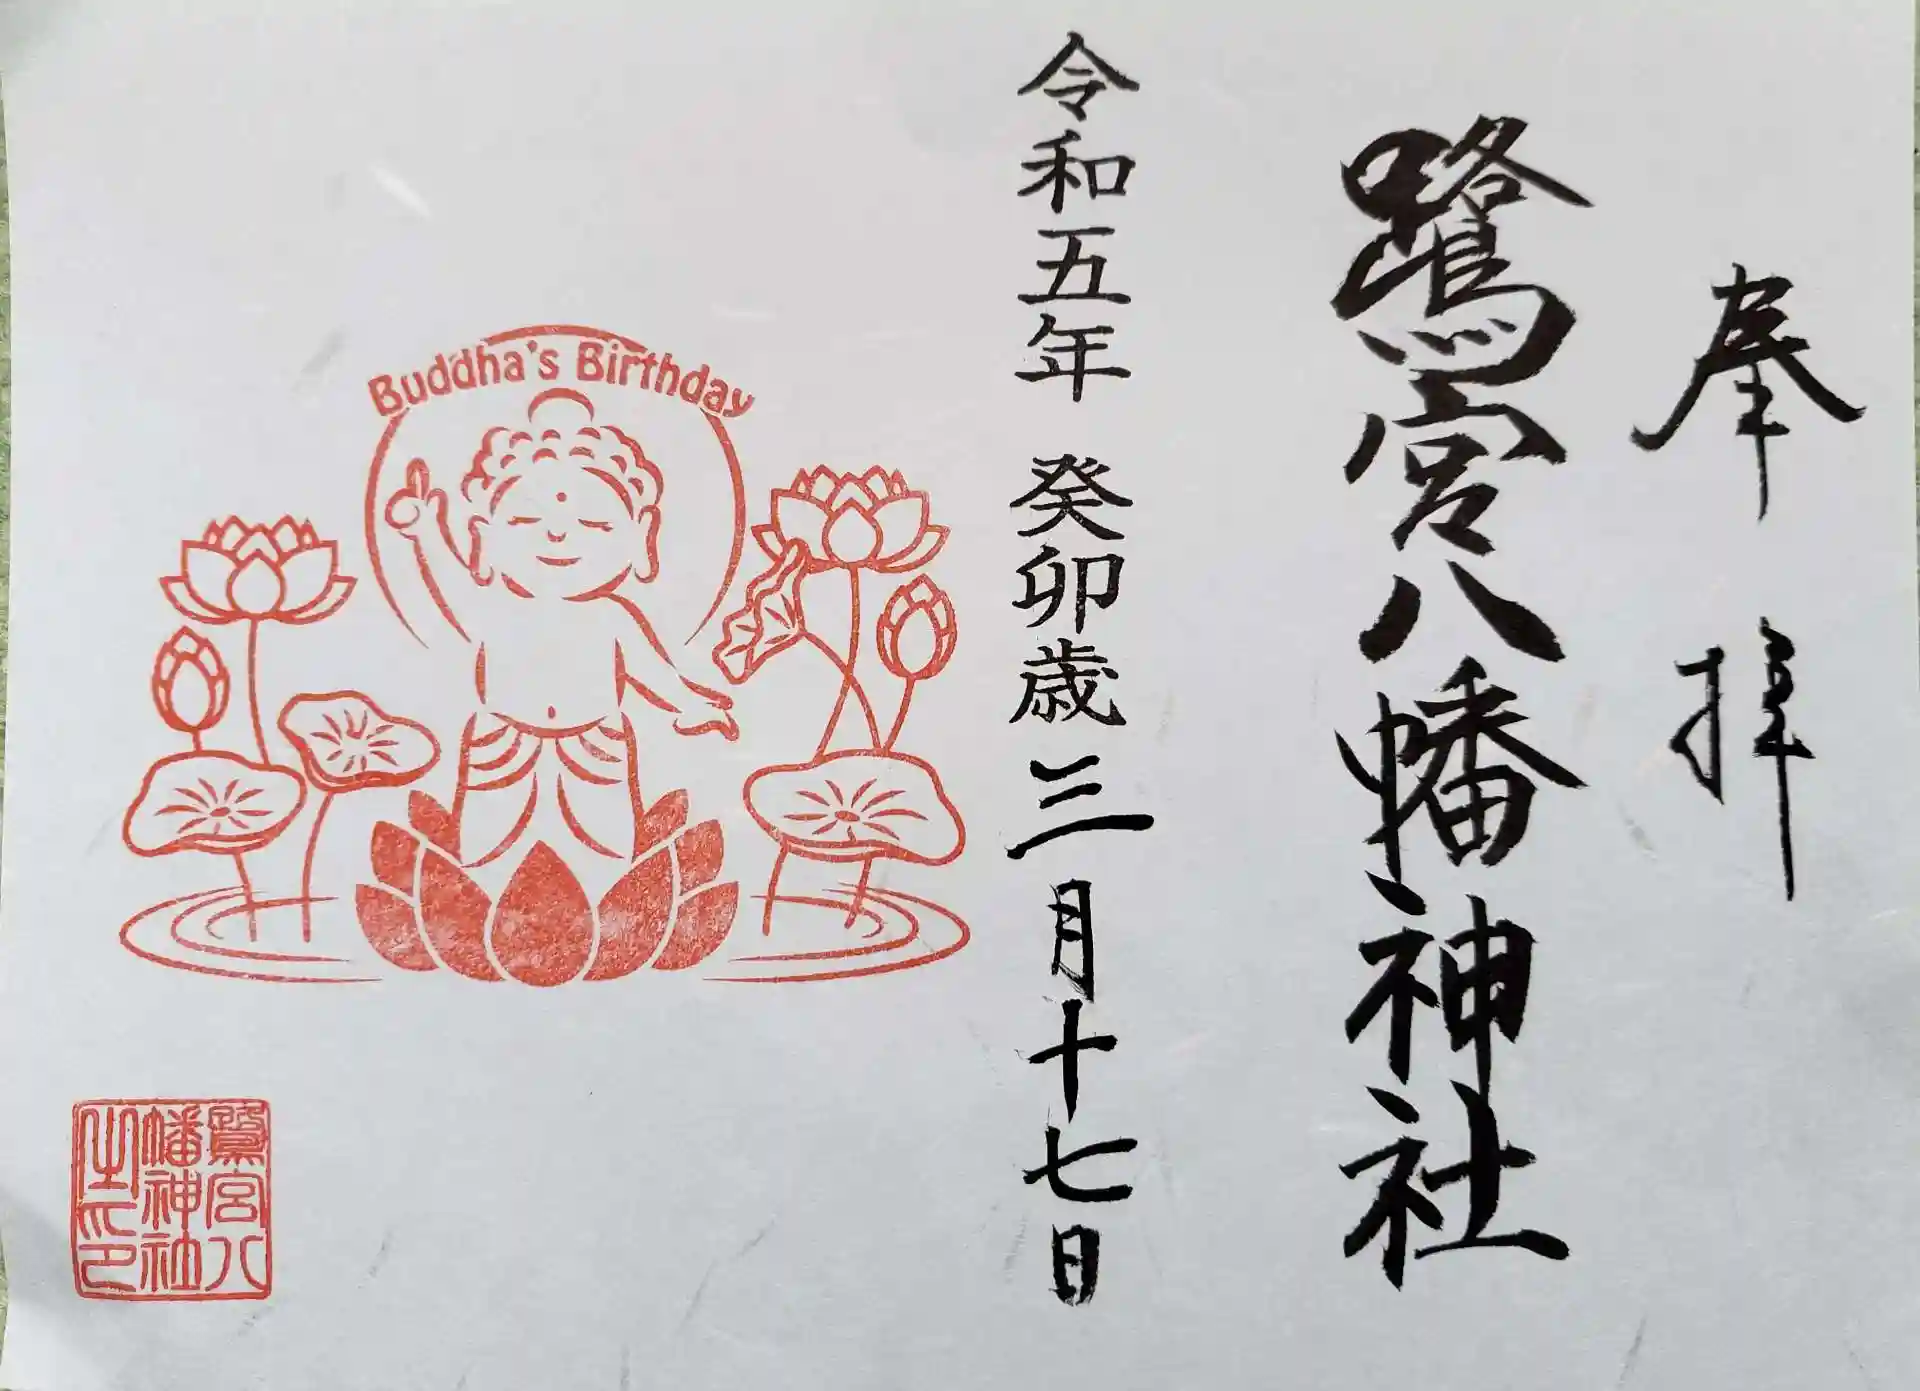 奉拝
鷺宮八幡神社
令和五年 癸卯歳三月十七日
Buddha's Birthday
鷺宮八
幡神社
之印